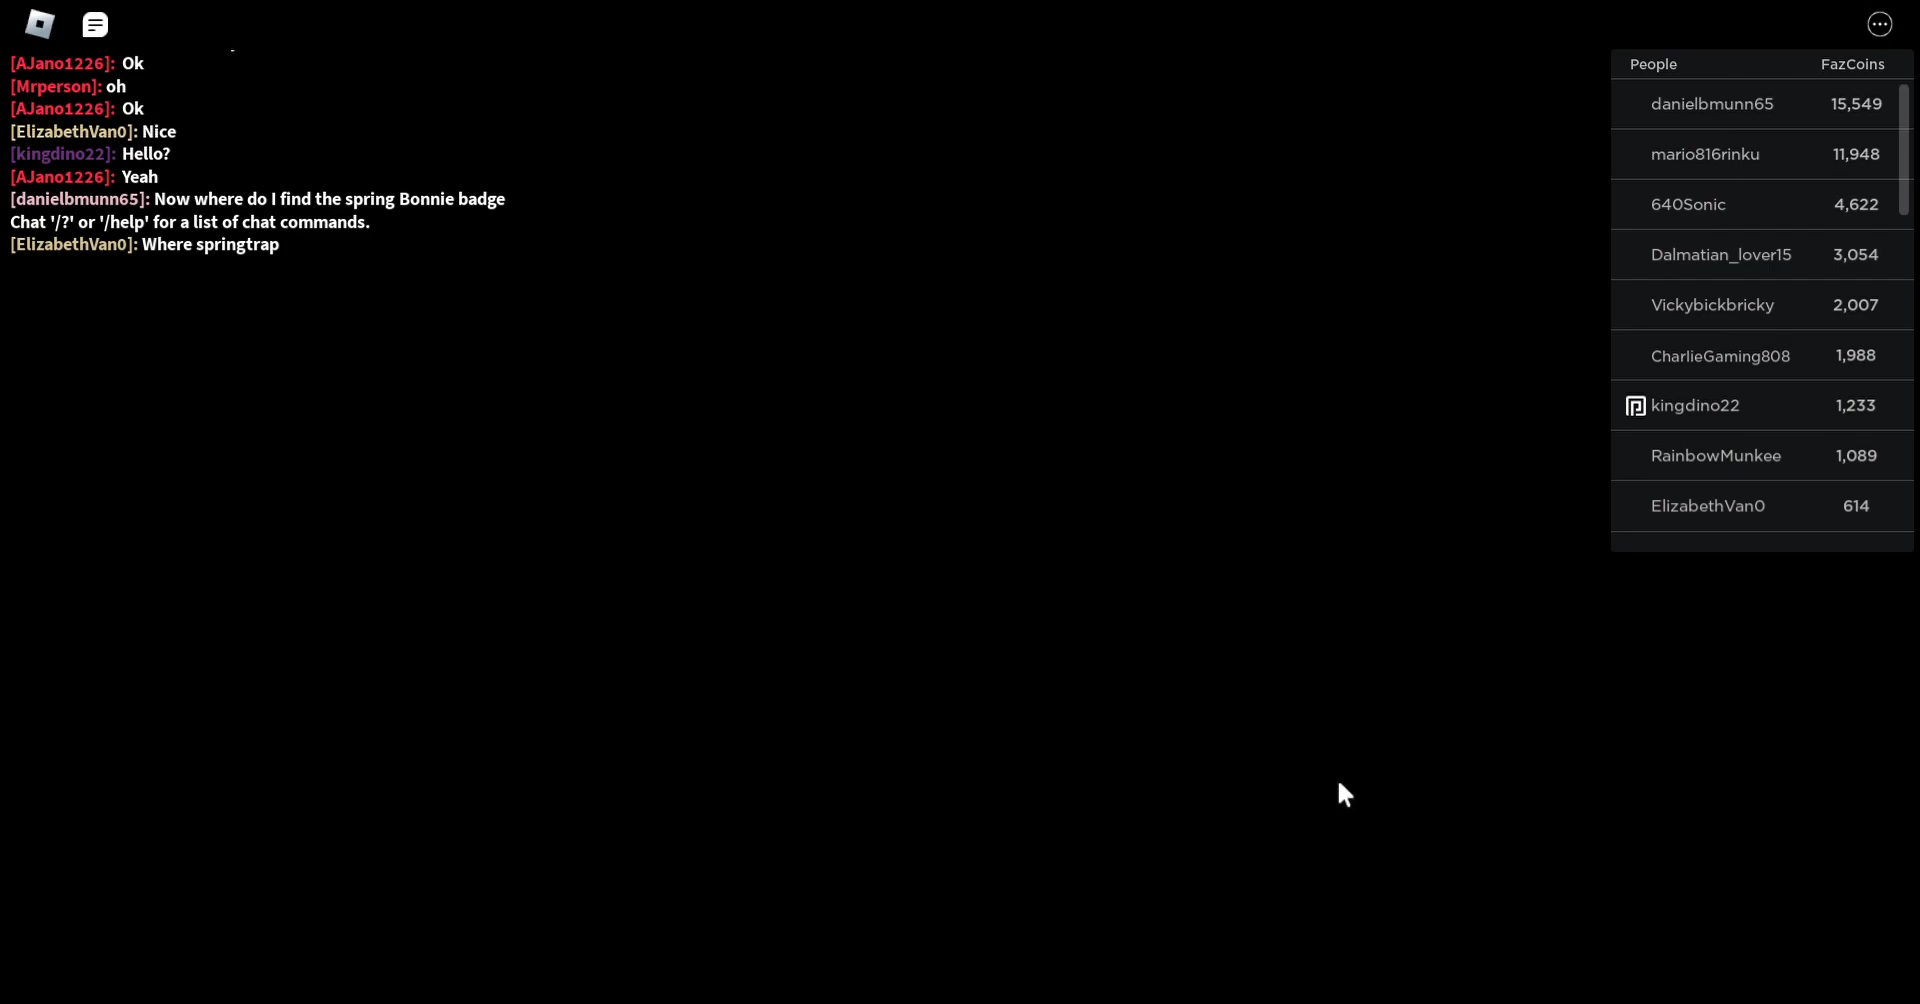 [AJano1226]: Ok
[Mrperson]: oh
[AJano1226]: Ok
[ElizabethVan0]: Nice
[kingdino22]: Hello?
[AJano1226]: Yeah
[danielbmunn65]: Now where do I find the spring Bonnie badge
Chat '/?' or '/help' for a list of chat commands.
[ElizabethVan0]: Where springtrap
People FazCoins
danielbmunn65 15,549
mario816rinku 11,948
640Sonic 4,622
Dalmatian_lover15 3,054
Vickybickbricky 2,007
CharlieGaming808 1,988
kingdino22 1,233
RainbowMunkee 1,089
ElizabethVan0 614